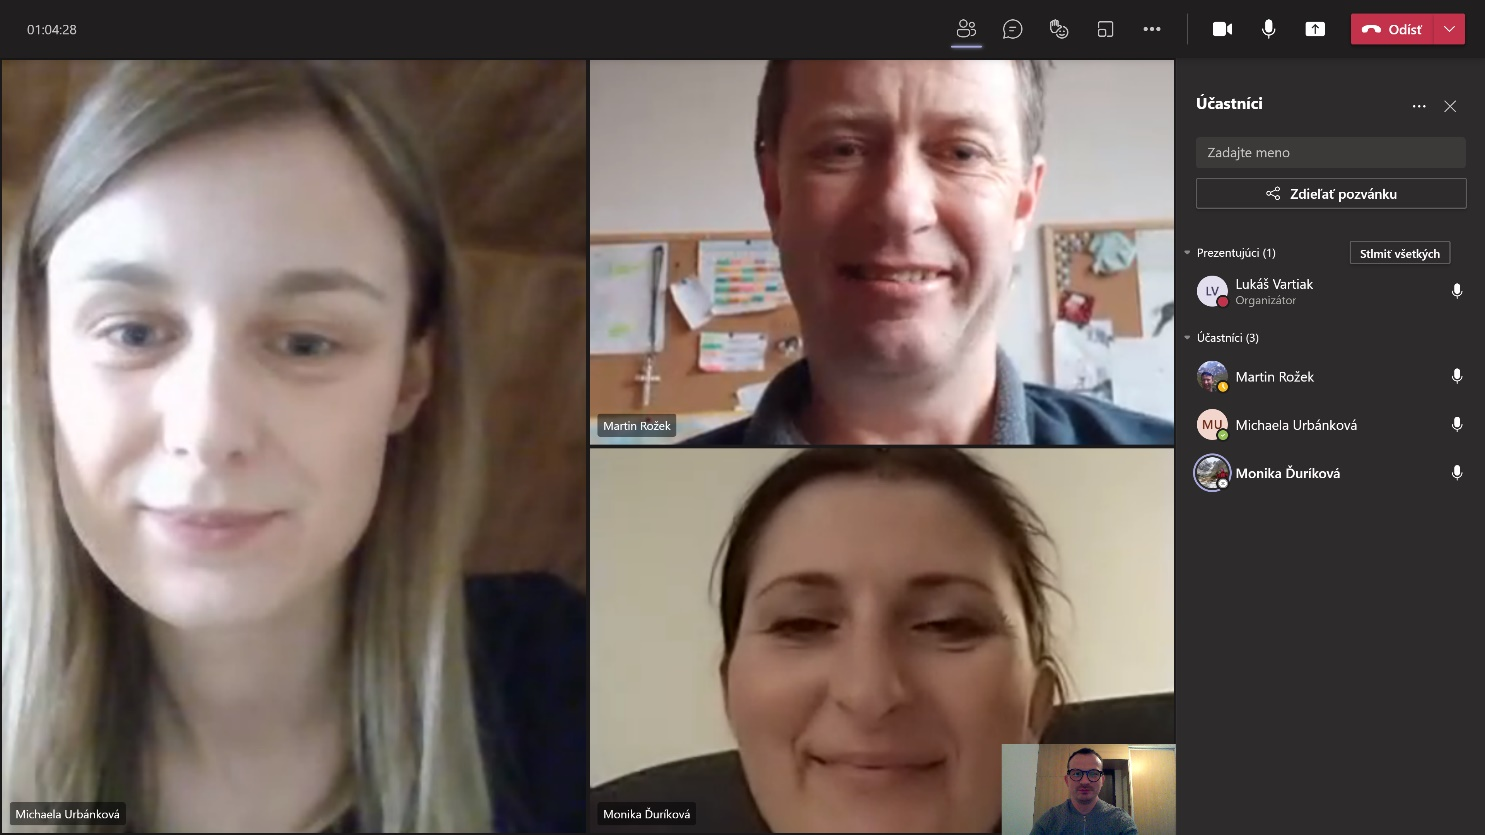 01:04:28
Odísť
Michaela Urbánková
Martin Rožek
Monika Ďuríková
Účastníci
Zadajte meno
Zdieľať pozvánku
Prezentujúci (1)
Stlmiť všetkých
LV
Lukáš Vartiak
Organizátor
Účastníci (3)
Martin Rožek
MU
Michaela Urbánková
Monika Ďuríková